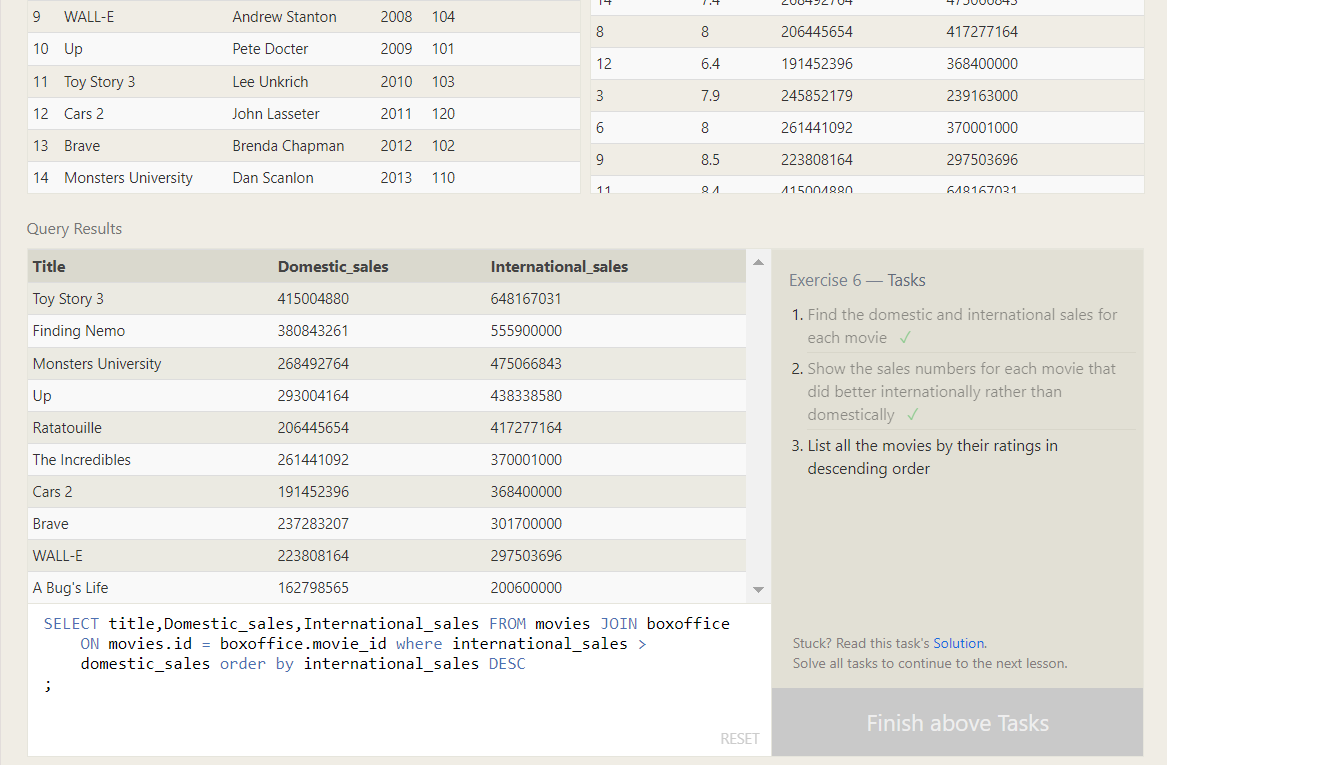 9 WALL-E Andrew Stanton 2008 104
10 Up Pete Docter 2009 101
11 Toy Story 3 Lee Unkrich 2010 103
12 Cars 2 John Lasseter 2011 120
13 Brave Brenda Chapman 2012 102
14 Monsters University Dan Scanlon 2013 110
14 7.4 268492764 475066843
8 8 206445654 417277164
12 6.4 191452396 368400000
3 7.9 245852179 239163000
6 8 261441092 370001000
9 8.5 223808164 297503696
11 8.4 415004880 648167031
Query Results
Title Domestic_sales International_sales
Toy Story 3 415004880 648167031
Finding Nemo 380843261 555900000
Monsters University 268492764 475066843
Up 293004164 438338580
Ratatouille 206445654 417277164
The Incredibles 261441092 370001000
Cars 2 191452396 368400000
Brave 237283207 301700000
WALL-E 223808164 297503696
A Bug's Life 162798565 200600000
SELECT title,Domestic_sales,International_sales FROM movies JOIN boxoffice
ON movies.id = boxoffice.movie_id where international_sales >
domestic_sales order by international_sales DESC
;
RESET
Exercise 6 — Tasks
1. Find the domestic and international sales for
each movie ✓
2. Show the sales numbers for each movie that
did better internationally rather than
domestically ✓
3. List all the movies by their ratings in
descending order
Stuck? Read this task's Solution.
Solve all tasks to continue to the next lesson.
Finish above Tasks